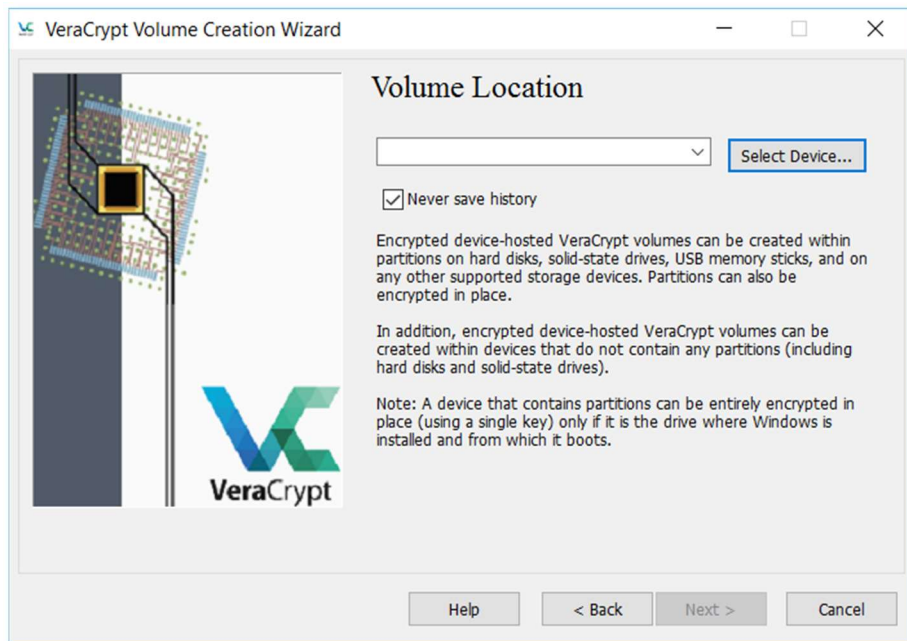 VeraCrypt Volume Creation Wizard
Volume Location
Select Device...
Never save history
Encrypted device-hosted VeraCrypt volumes can be created within
partitions on hard disks, solid-state drives, USB memory sticks, and on
any other supported storage devices. Partitions can also be
encrypted in place.
In addition, encrypted device-hosted VeraCrypt volumes can be
created within devices that do not contain any partitions (including
hard disks and solid-state drives).
Note: A device that contains partitions can be entirely encrypted in
place (using a single key) only if it is the drive where Windows is
installed and from which it boots.
VeraCrypt
Help
< Back
Next >
Cancel